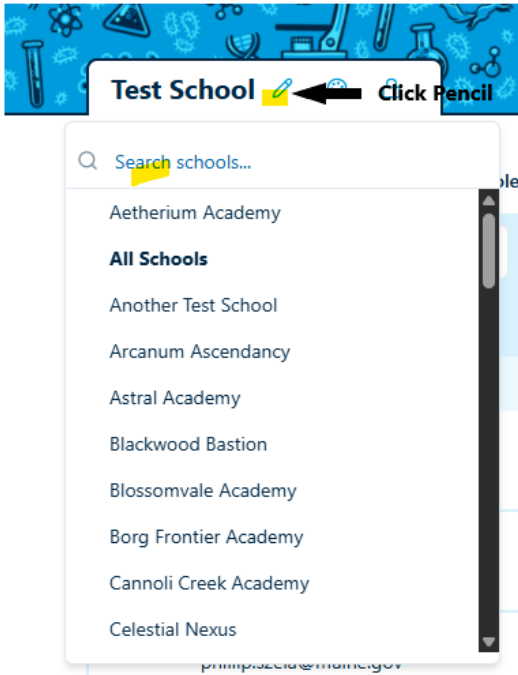 Test School
Click Pencil
Search schools...
Aetherium Academy
All Schools
Another Test School
Arcanum Ascendancy
Astral Academy
Blackwood Bastion
Blossomvale Academy
Borg Frontier Academy
Cannoli Creek Academy
Celestial Nexus